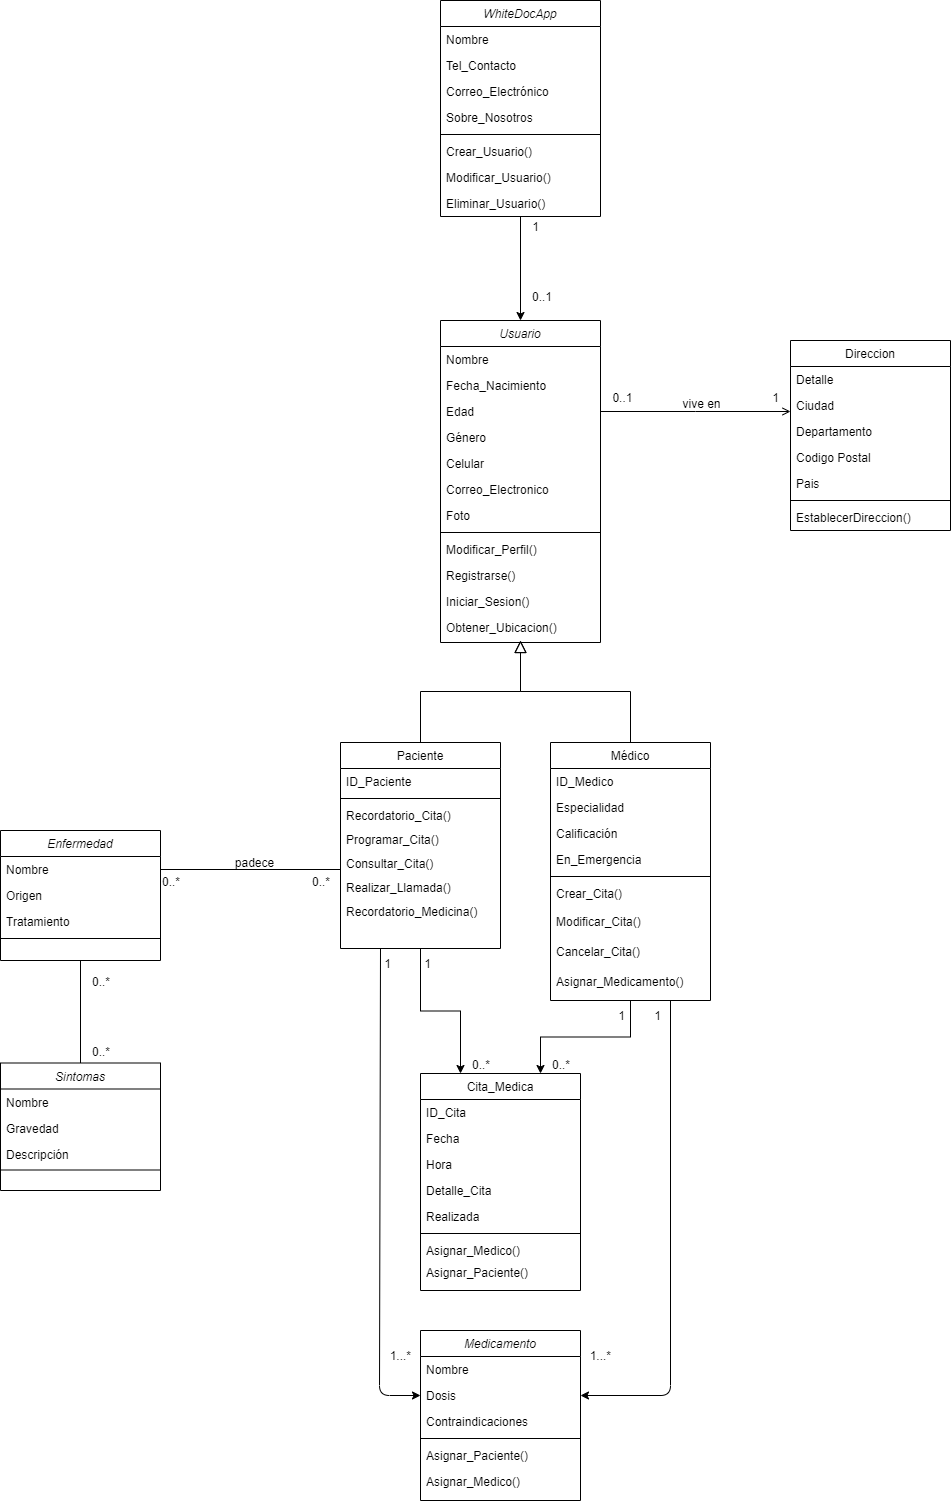 WhiteDocApp
Nombre
Tel_Contacto
Correo_Electrónico
Sobre_Nosotros
Crear_Usuario()
Modificar_Usuario()
Eliminar_Usuario()
1
0..1
Usuario
Nombre
Fecha_Nacimiento
Edad
Género
Celular
Correo_Electronico
Foto
Modificar_Perfil()
Registrarse()
Iniciar_Sesion()
Obtener_Ubicacion()
0..1
vive en
1
Direccion
Detalle
Ciudad
Departamento
Codigo Postal
Pais
EstablecerDireccion()
Paciente
ID_Paciente
Recordatorio_Cita()
Programar_Cita()
Consultar_Cita()
Realizar_Llamada()
Recordatorio_Medicina()
Médico
ID_Medico
Especialidad
Calificación
En_Emergencia
Crear_Cita()
Modificar_Cita()
Cancelar_Cita()
Asignar_Medicamento()
Enfermedad
Nombre
Origen
Tratamiento
padece
0..*
0..*
0..*
0..*
Sintomas
Nombre
Gravedad
Descripción
1
1
1
1
0..*
0..*
Cita_Medica
ID_Cita
Fecha
Hora
Detalle_Cita
Realizada
Asignar_Medico()
Asignar_Paciente()
1...*
1...*
Medicamento
Nombre
Dosis
Contraindicaciones
Asignar_Paciente()
Asignar_Medico()